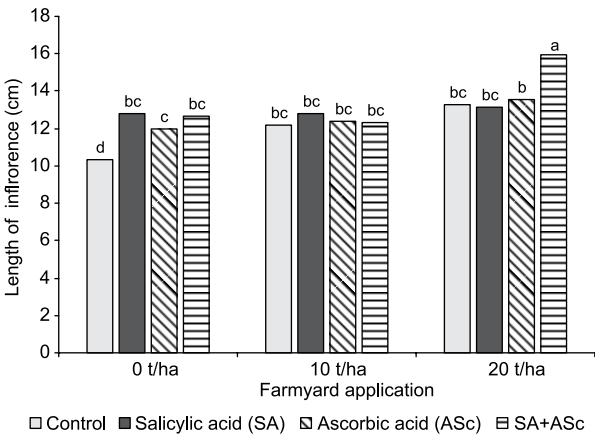 18
16
14
12
10
8
6
4
2
0
Length of inflrorence (cm)
d bc c bc
bc bc bc bc
bc bc b a
0 t/ha 10 t/ha 20 t/ha
Farmyard application
Control Salicylic acid (SA) Ascorbic acid (ASc) SA+ASc